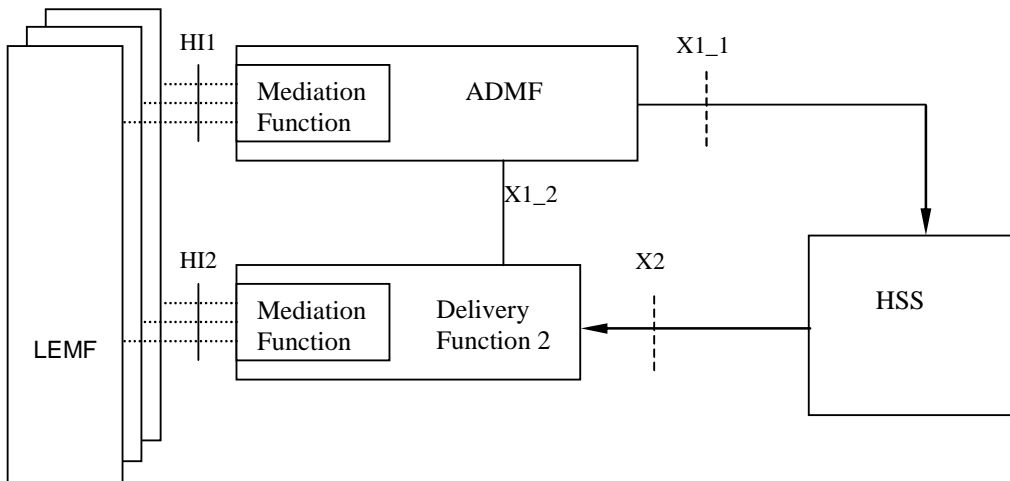 HI1
X1_1
Mediation
Function
ADMF
X1_2
HI2
X2
Mediation
Function
Delivery
Function 2
HSS
LEMF